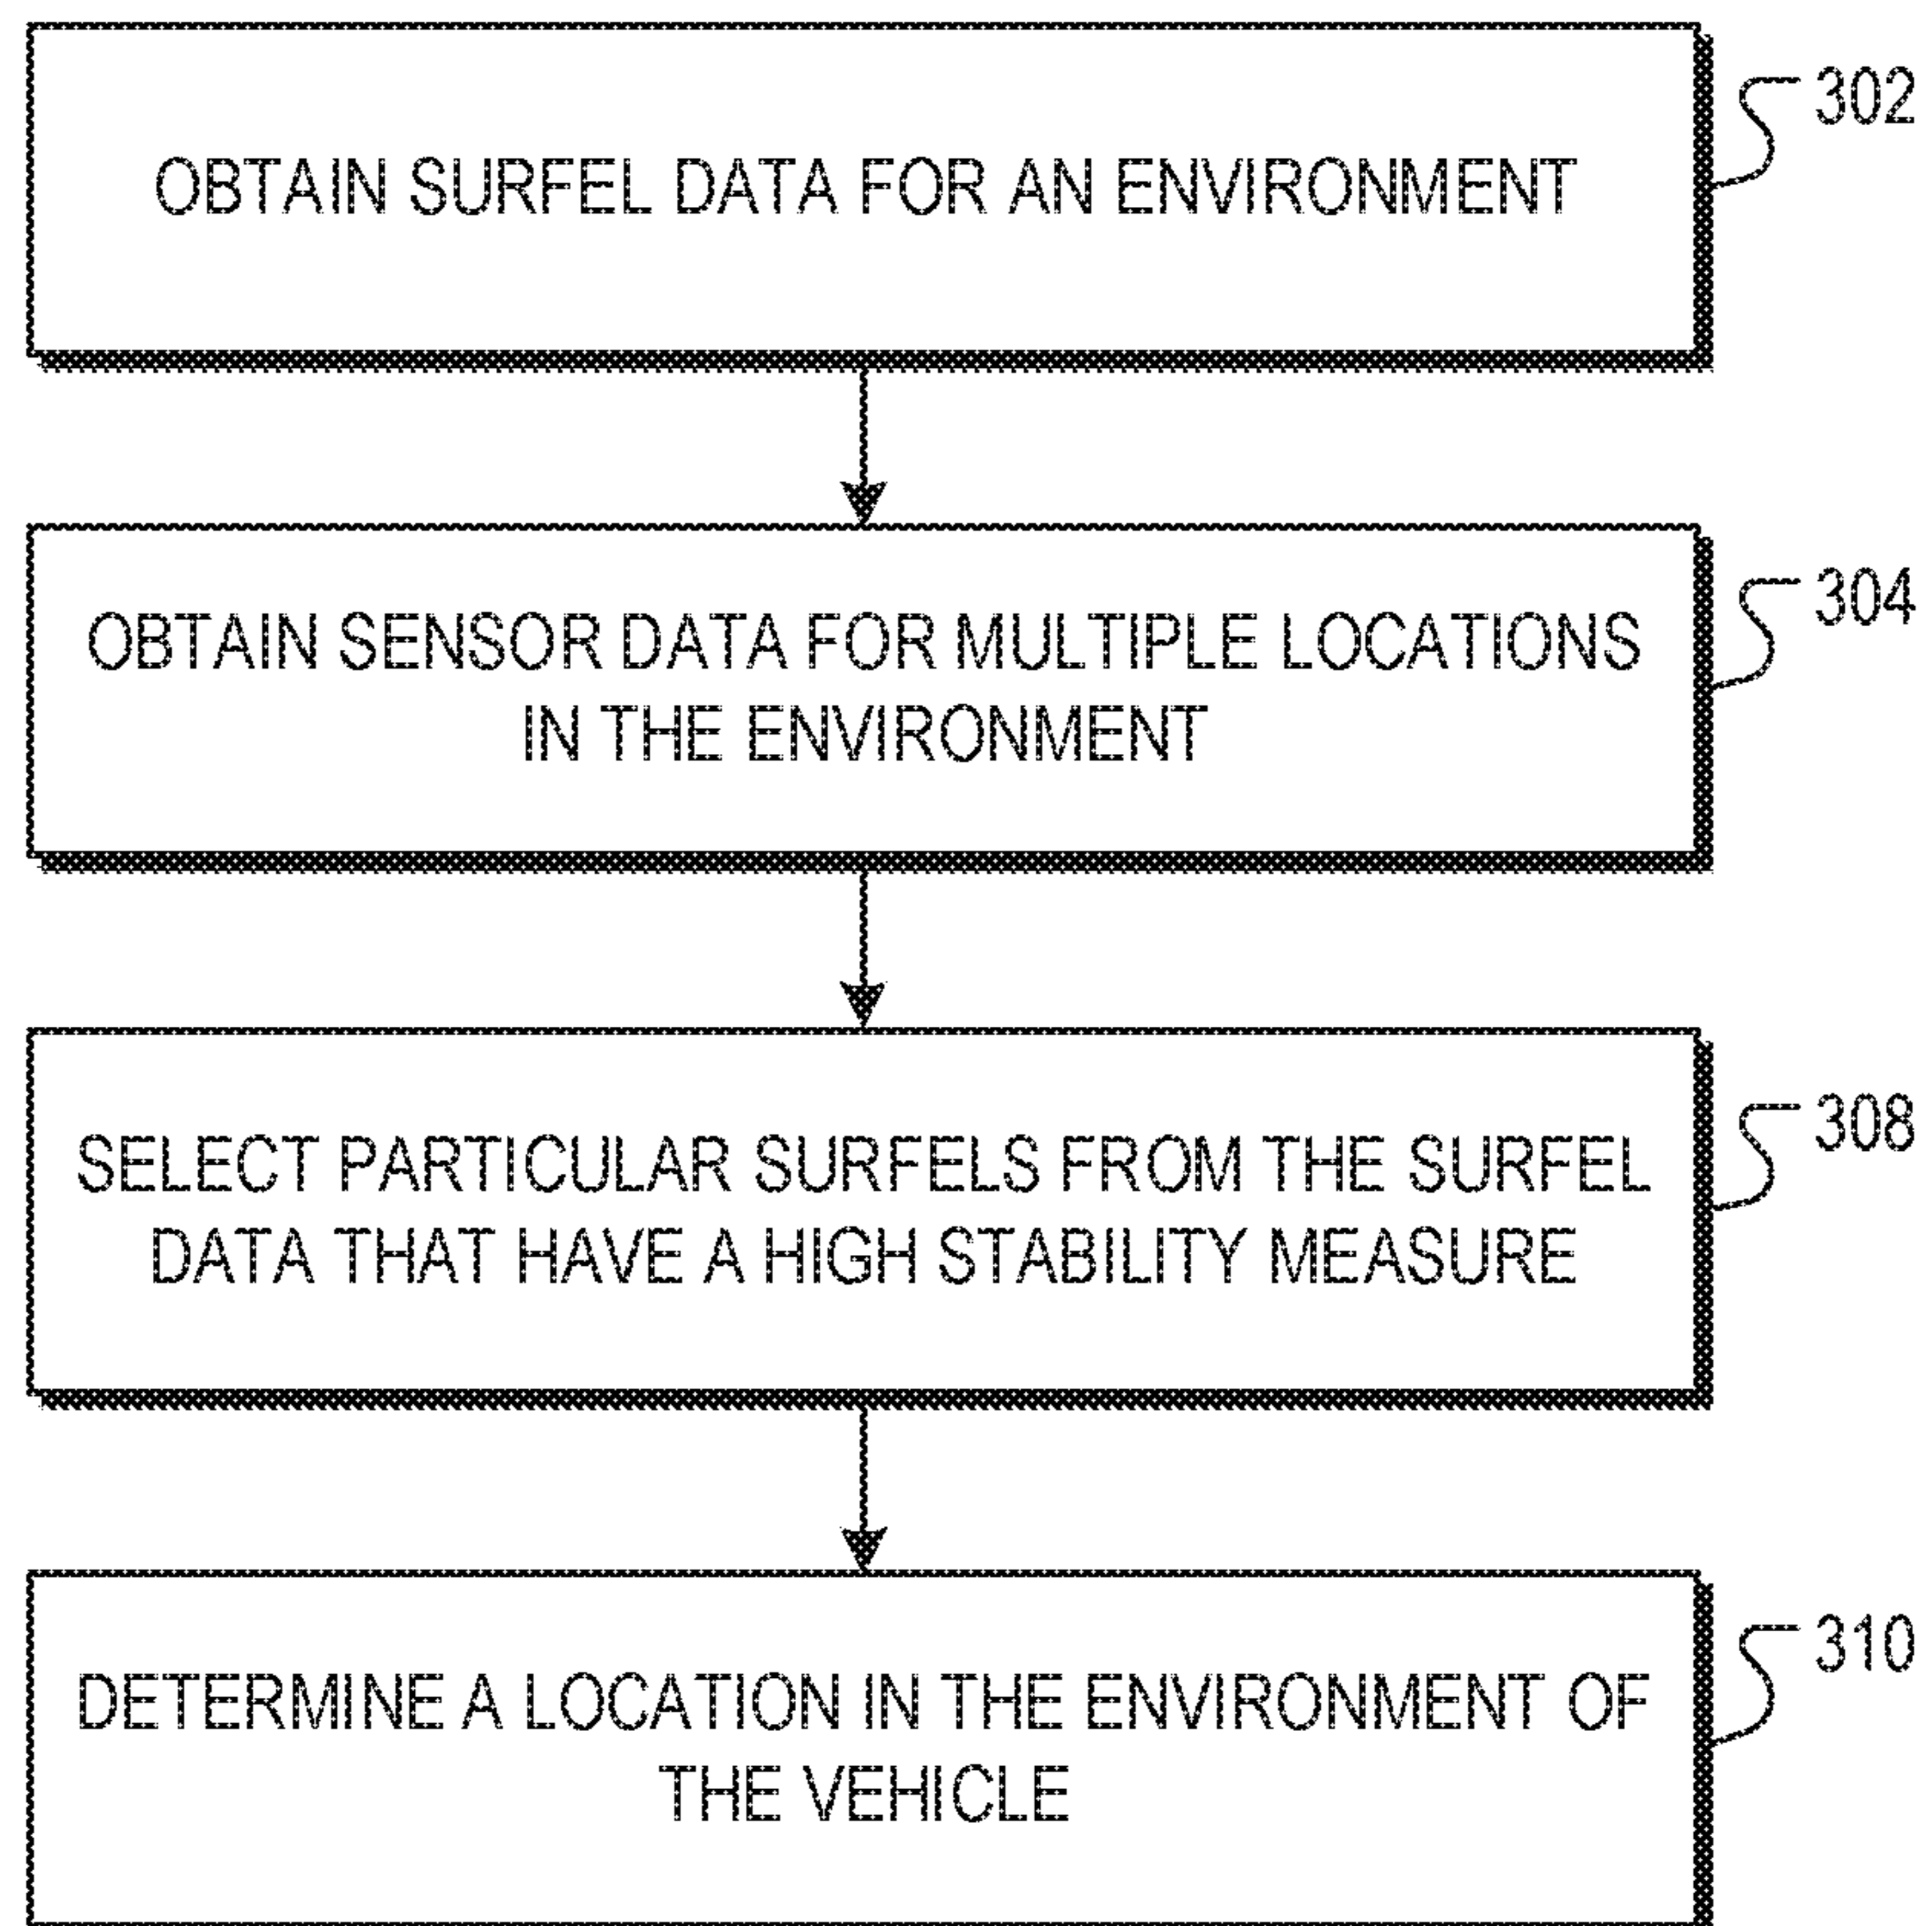 OBTAIN SURFEL DATA FOR AN ENVIRONMENT
302
OBTAIN SENSOR DATA FOR MULTIPLE LOCATIONS
IN THE ENVIRONMENT
304
SELECT PARTICULAR SURFELS FROM THE SURFEL
DATA THAT HAVE A HIGH STABILITY MEASURE
308
DETERMINE A LOCATION IN THE ENVIRONMENT OF
THE VEHICLE
310